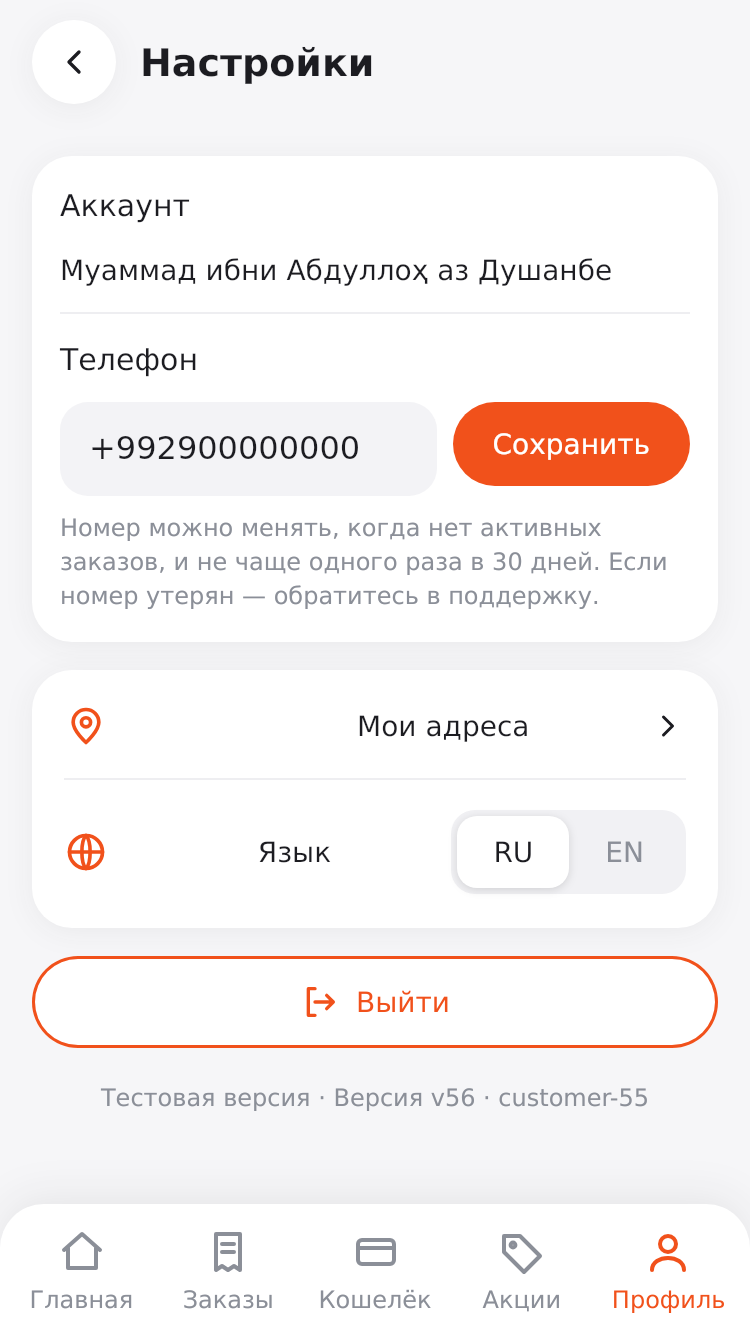 Настройки
Аккаунт
Муаммад ибни Абдуллоҳ аз Душанбе
Телефон
+992900000000
Сохранить
Номер можно менять, когда нет активных
заказов, и не чаще одного раза в 30 дней. Если
номер утерян — обратитесь в поддержку.
Мои адреса
Язык
RU
EN
Выйти
Тестовая версия · Версия v56 · customer-55
Главная
Заказы
Кошелёк
Акции
Профиль